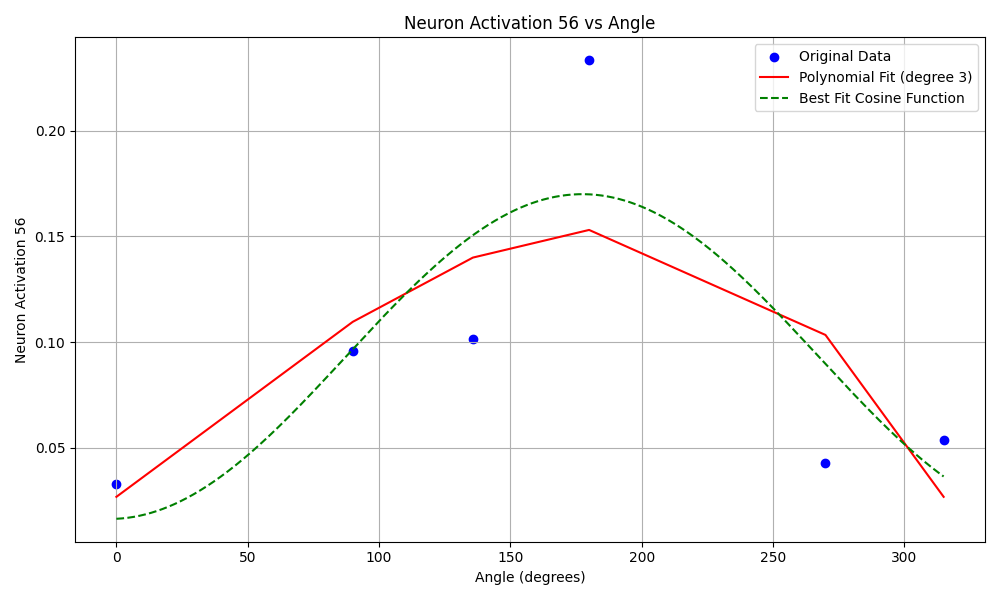 Neuron Activation 56 vs Angle
Original Data
Polynomial Fit (degree 3)
Best Fit Cosine Function
Neuron Activation 56
0.20
0.15
0.10
0.05
0 50 100 150 200 250 300
Angle (degrees)